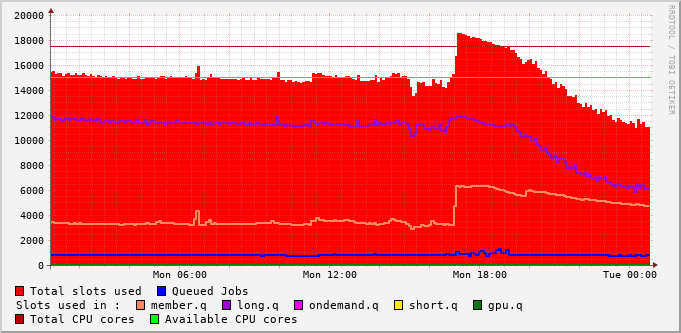 20000
18000
16000
14000
12000
10000
8000
6000
4000
2000
0
Mon 06:00 Mon 12:00 Mon 18:00 Tue 00:00
Total slots used Queued Jobs
Slots used in : member.q long.q ondemand.q short.q gpu.q
Total CPU cores Available CPU cores
RRDTOOL / TOBI OETIKER